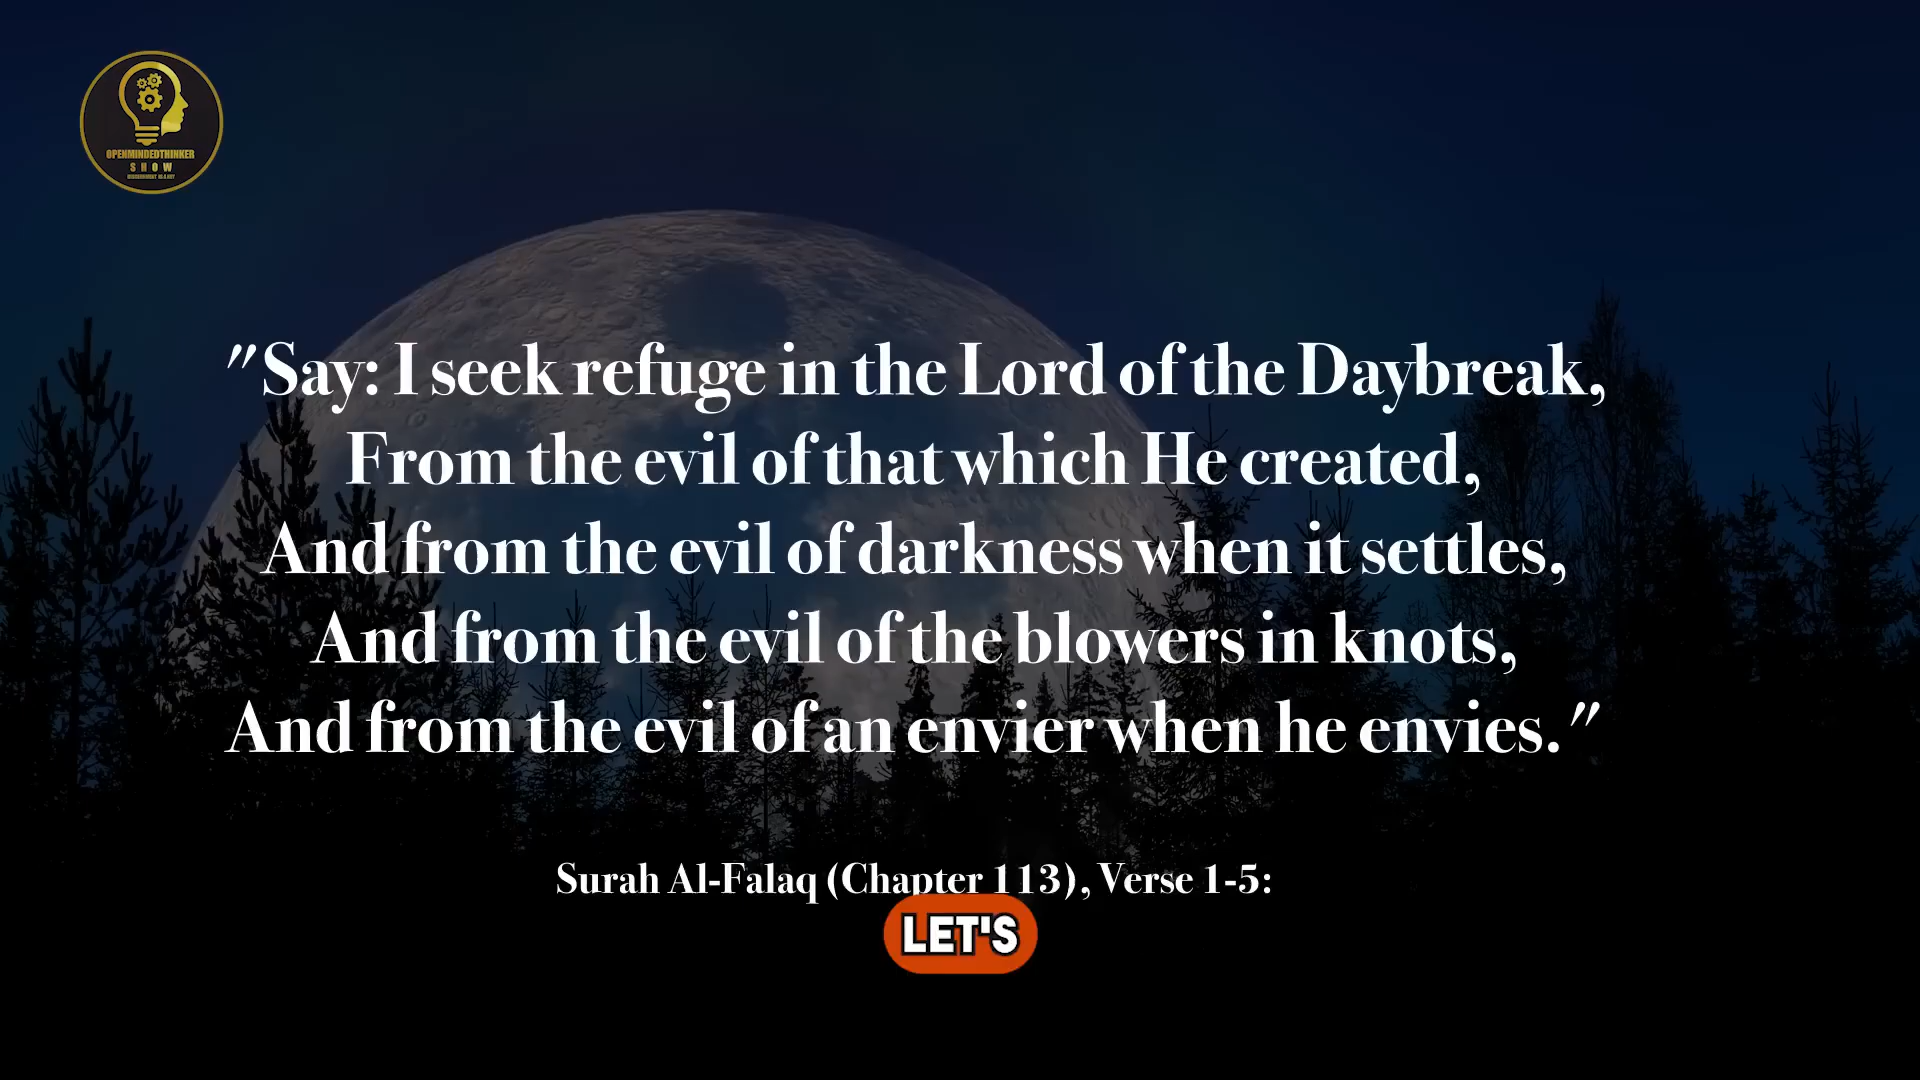 OPENMINDEDTHINKER
SHOW
"Say: I seek refuge in the Lord of the Daybreak,
From the evil of that which He created,
And from the evil of darkness when it settles,
And from the evil of the blowers in knots,
And from the evil of an envier when he envies."
Surah Al-Falaq (Chapter 113), Verse 1-5:
LET'S